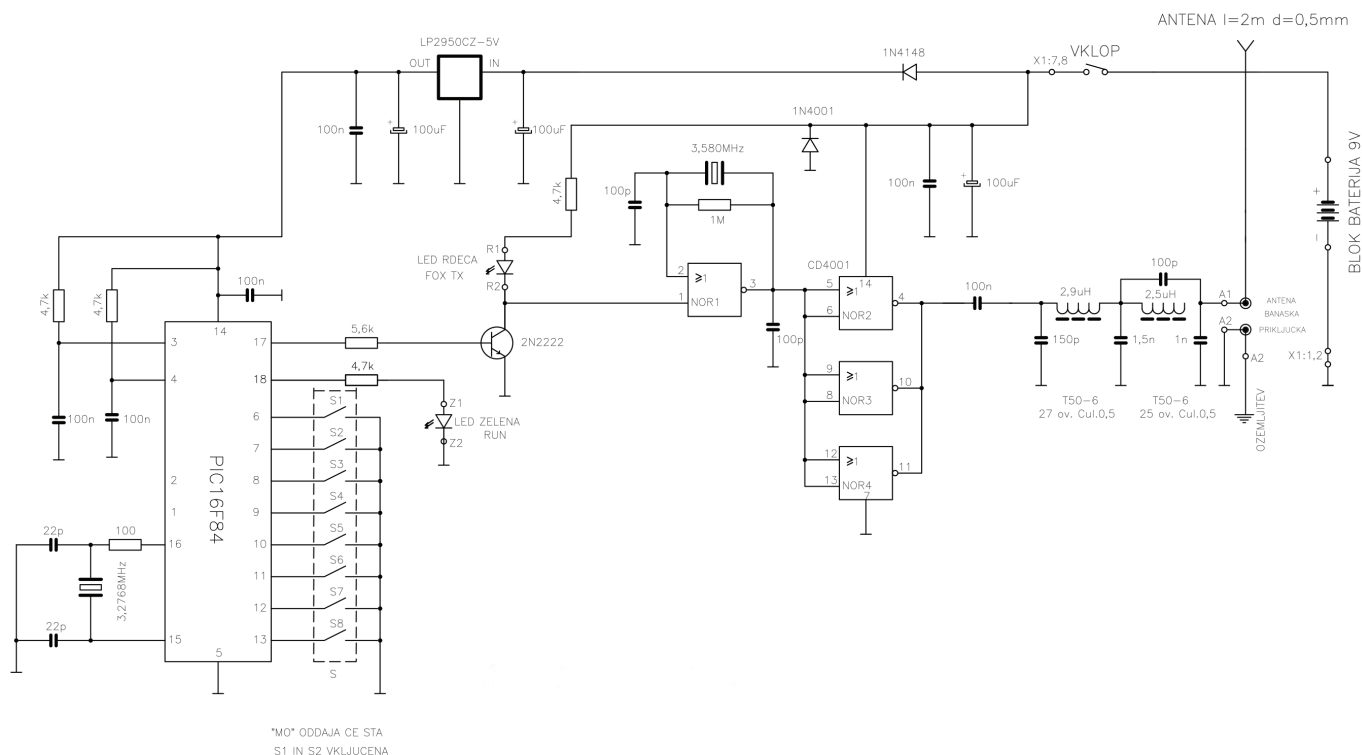 ANTENA l=2m d=0,5mm
LP2950CZ-5V
OUT
IN
1N4148
X1:7,8
VKLOP
100n
+
100uF
+
100uF
1N4001
3,580MHz
100p
1M
4,7k
100n
+
100uF
BLOK BATERIJA 9V
+
-
LED RDECA
FOX TX
R1
R2
2
≥1
3
1
NOR1
CD4001
5
≥1
14
4
6
NOR2
100n
2,9uH
100p
2,5uH
A1
ANTENA
BANASKA
A2
PRIKLJUCKA
4,7k
4,7k
100n
14
3
17
5,6k
2N2222
100p
150p
1,5n
1n
A2
X1:1,2
9
≥1
10
8
NOR3
4
18
4,7k
T50-6
27 ov. Cul.0,5
T50-6
25 ov. Cul.0,5
OZEMLJITEV
100n
100n
6
S1
Z1
LED ZELENA
RUN
Z2
7
S2
12
≥1
11
13
NOR4
7
2
8
S3
PIC16F84
1
9
S4
22p
100
16
10
S5
3,2768MHz
11
S6
12
S7
22p
15
13
S8
5
S
"MO" ODDAJA CE STA
S1 IN S2 VKLJUCENA